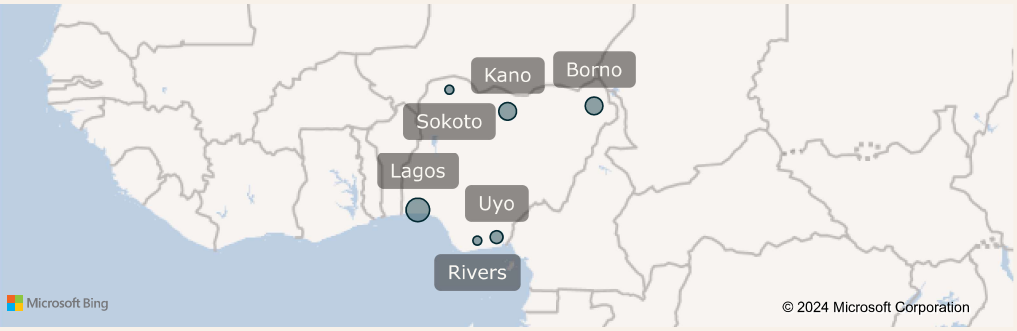 Kano
Borno
Sokoto
Lagos
Uyo
Rivers
Microsoft Bing
© 2024 Microsoft Corporation